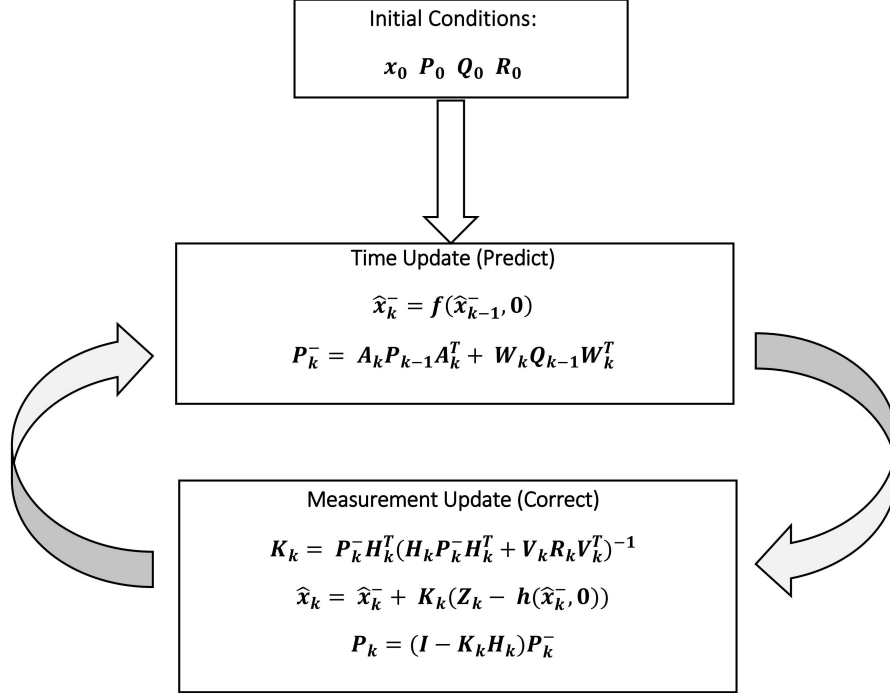 Initial Conditions:
x₀ P₀ Q₀ R₀
Time Update (Predict)
x̂ₖ⁻ = f(x̂ₖ₋₁⁻, 0)
Pₖ⁻ = AₖPₖ₋₁Aₖᵀ + WₖQₖ₋₁Wₖᵀ
Measurement Update (Correct)
Kₖ = Pₖ⁻Hₖᵀ(HₖPₖ⁻Hₖᵀ + VₖRₖVₖᵀ)⁻¹
x̂ₖ = x̂ₖ⁻ + Kₖ(Zₖ − h(x̂ₖ⁻, 0))
Pₖ = (I − KₖHₖ)Pₖ⁻